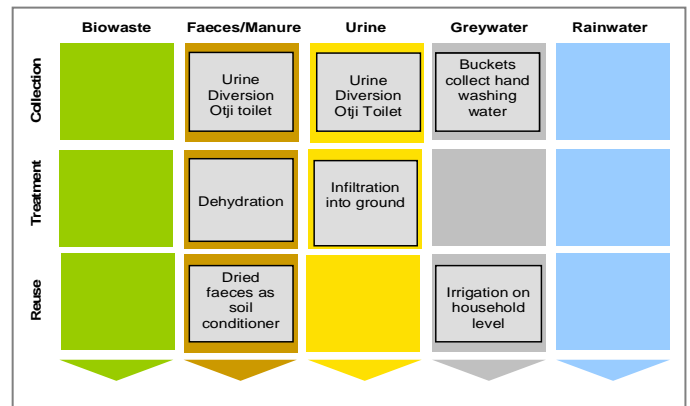 Biowaste Faeces/Manure Urine Greywater Rainwater
Collection
Urine
Diversion
Otji toilet
Urine
Diversion
Otji Toilet
Buckets
collect hand
washing
water
Treatment
Dehydration
Infiltration
into ground
Reuse
Dried
faeces as
soil
conditioner
Irrigation on
household
level